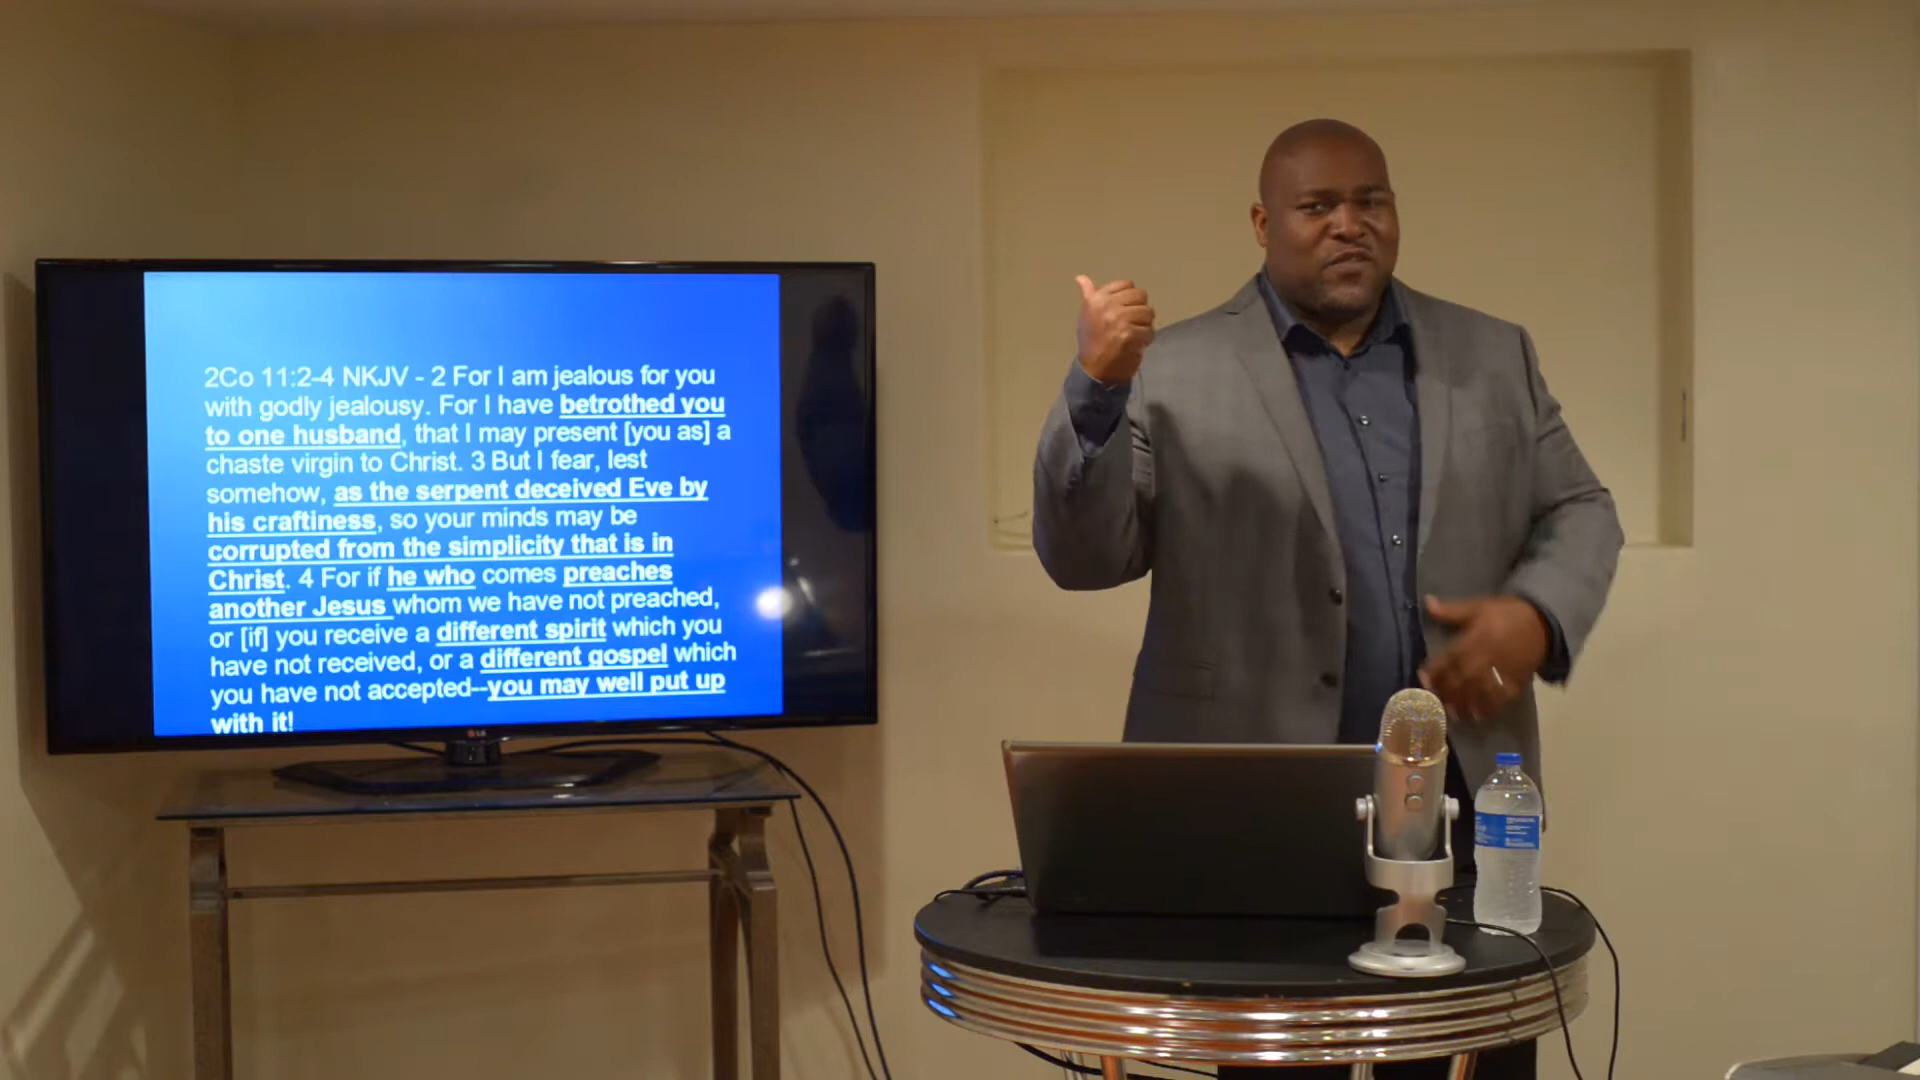 2Co 11:2-4 NKJV - 2 For I am jealous for you
with godly jealousy. For I have betrothed you
to one husband, that I may present [you as] a
chaste virgin to Christ. 3 But I fear, lest
somehow, as the serpent deceived Eve by
his craftiness, so your minds may be
corrupted from the simplicity that is in
Christ. 4 For if he who comes preaches
another Jesus whom we have not preached,
or [if] you receive a different spirit which you
have not received, or a different gospel which
you have not accepted--you may well put up
with it!
LG